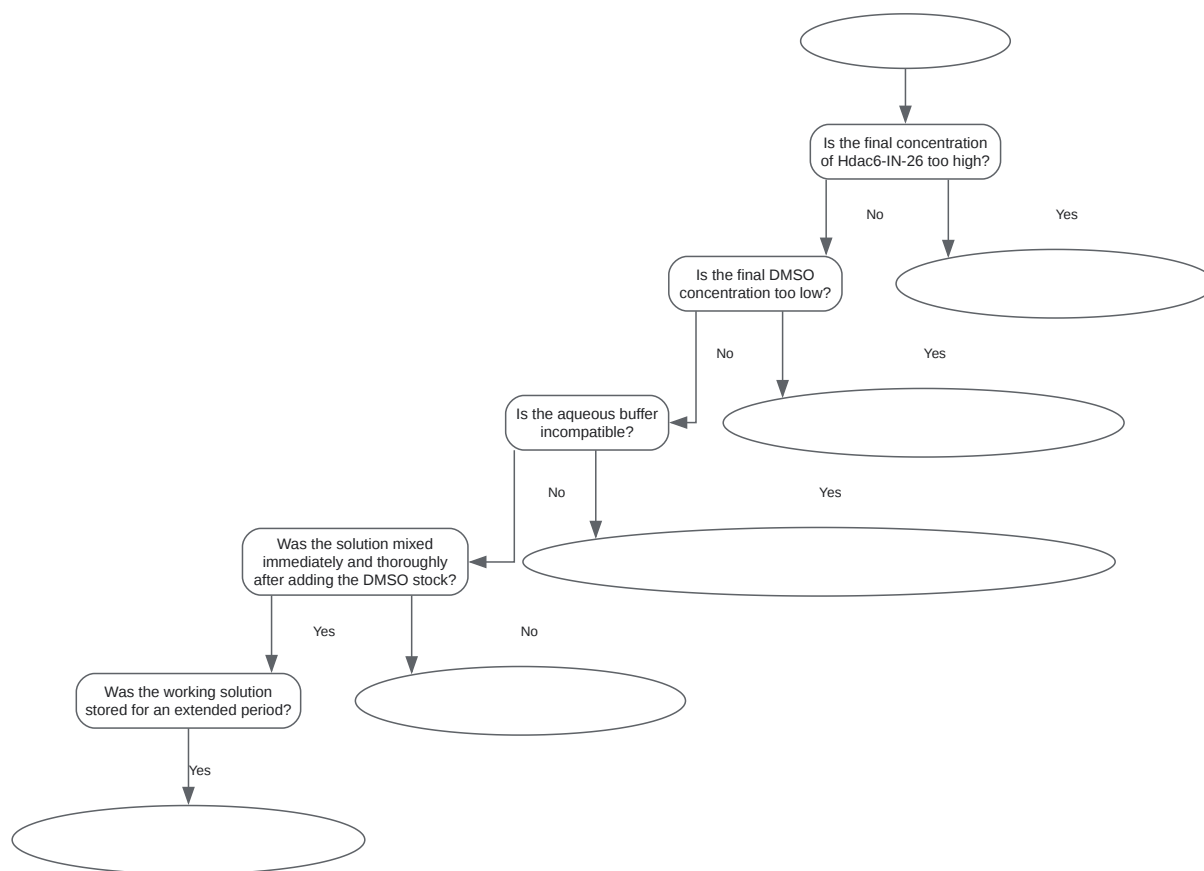 Is the final concentration
of Hdac6-IN-26 too high?
No
Yes
Is the final DMSO
concentration too low?
No
Yes
Is the aqueous buffer
incompatible?
No
Yes
Was the solution mixed
immediately and thoroughly
after adding the DMSO stock?
Yes
No
Was the working solution
stored for an extended period?
Yes